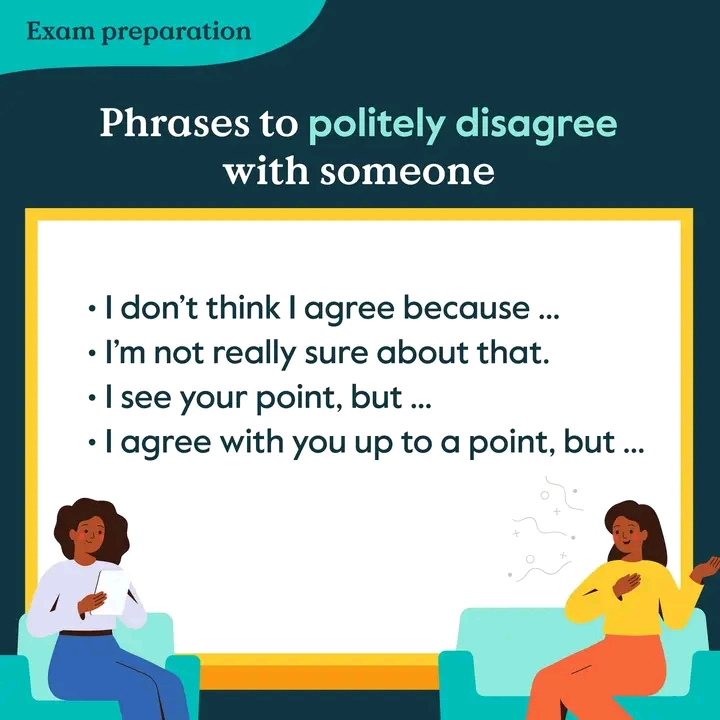 Exam preparation
Phrases to politely disagree
with someone
• I don't think I agree because ...
• I'm not really sure about that.
• I see your point, but ...
• I agree with you up to a point, but ...